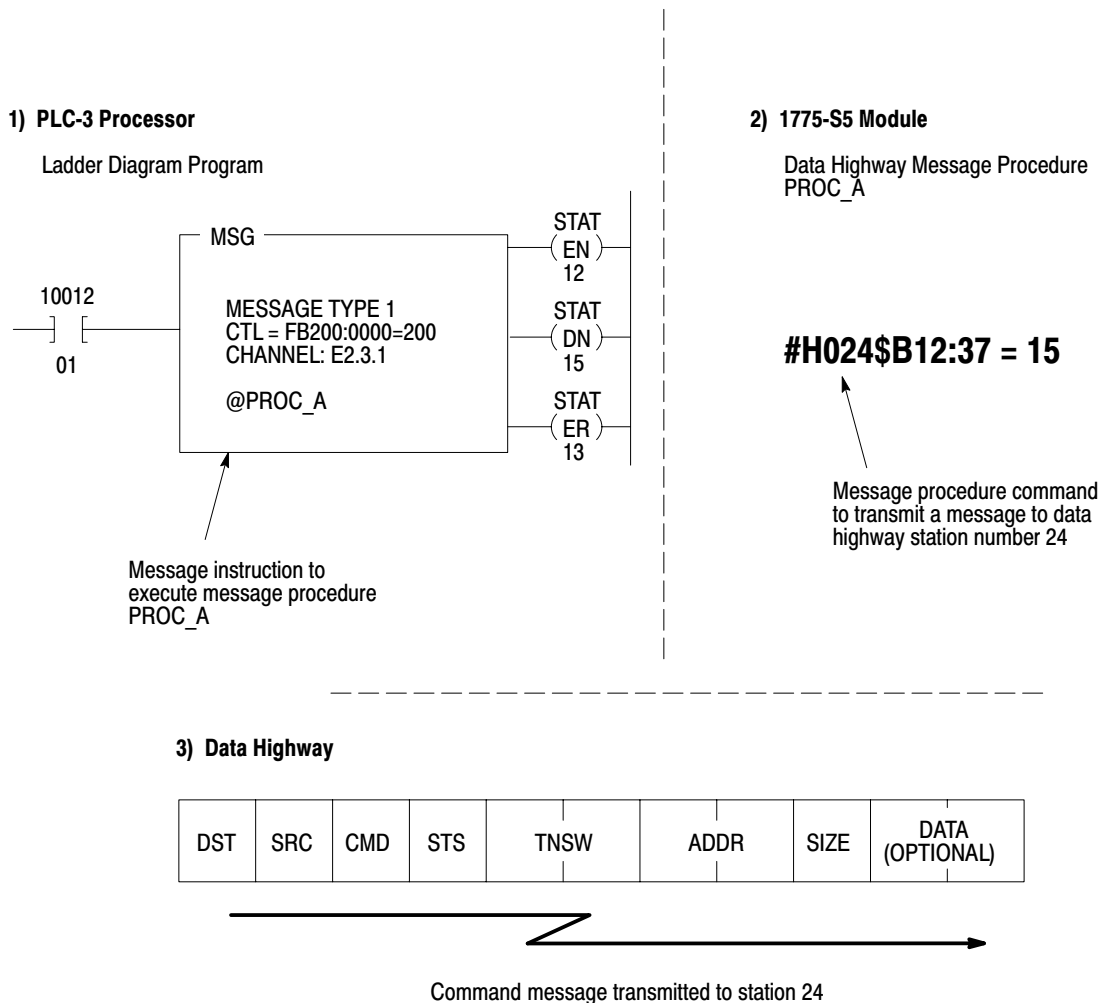 1) PLC-3 Processor
Ladder Diagram Program
10012
01
MSG
MESSAGE TYPE 1
CTL = FB200:0000=200
CHANNEL: E2.3.1
@PROC_A
STAT
EN
12
STAT
DN
15
STAT
ER
13
Message instruction to
execute message procedure
PROC_A
2) 1775-S5 Module
Data Highway Message Procedure
PROC_A
#H024$B12:37 = 15
Message procedure command
to transmit a message to data
highway station number 24
3) Data Highway
DST SRC CMD STS TNSW ADDR SIZE DATA
(OPTIONAL)
Command message transmitted to station 24